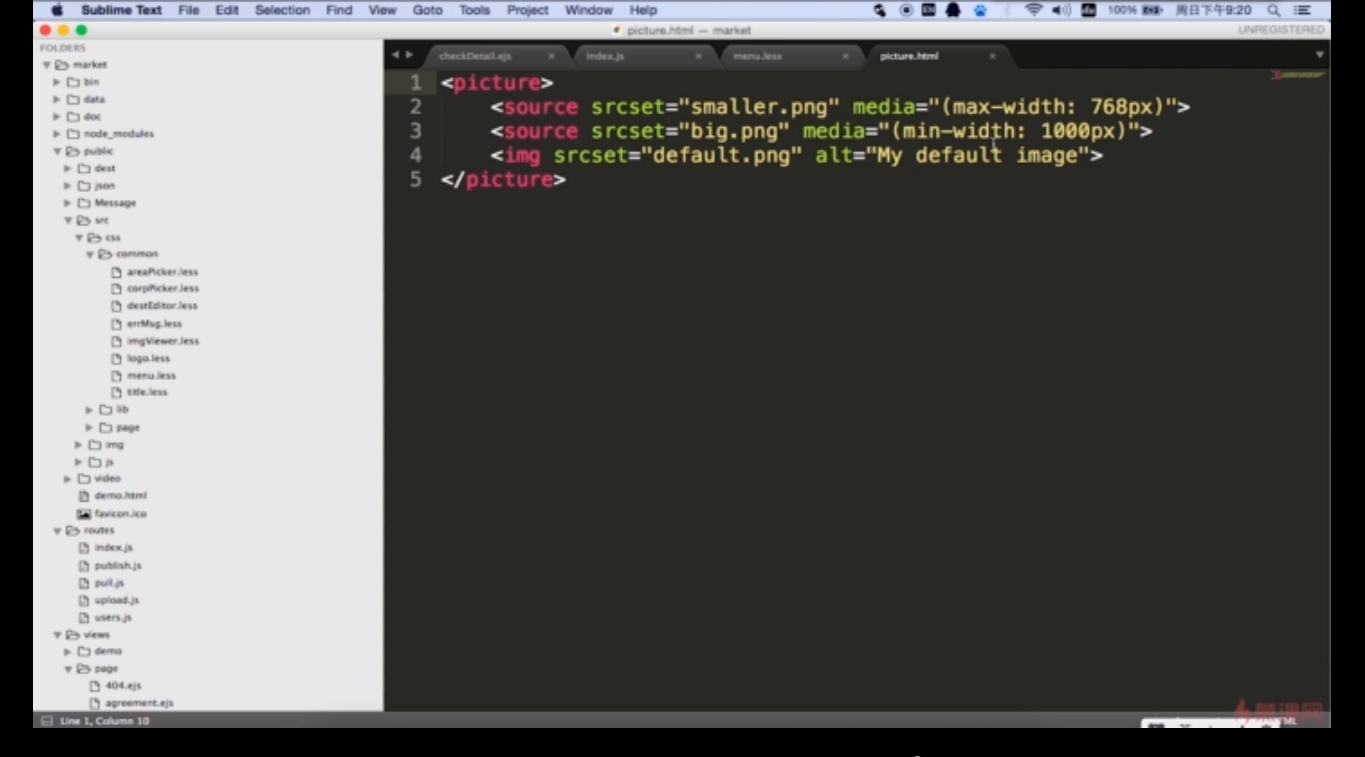 Sublime Text File Edit Selection Find View Goto Tools Project Window Help 100% 周日下午9:20
picture.html — market UNREGISTERED
FOLDERS
market
bin
data
doc
node_modules
public
dest
json
Message
src
css
common
areaPicker.less
corpPicker.less
destEditor.less
errMsg.less
imgViewer.less
logo.less
menu.less
title.less
lib
page
img
js
video
demo.html
favicon.ico
routes
index.js
publish.js
pull.js
upload.js
users.js
views
demo
page
404.ejs
agreement.ejs
checkDetail.ejs × index.js × menu.less × picture.html ×
1 <picture>
2 <source srcset="smaller.png" media="(max-width: 768px)">
3 <source srcset="big.png" media="(min-width: 1000px)">
4 <img srcset="default.png" alt="My default image">
5 </picture>
Line 1, Column 10
慕课网